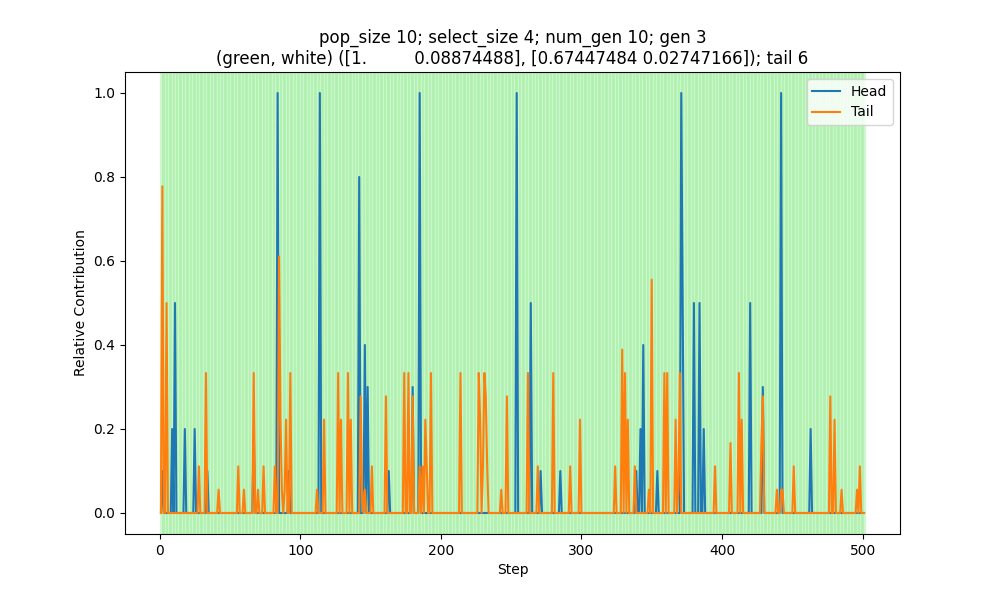 pop_size 10; select_size 4; num_gen 10; gen 3
(green, white) ([1.         0.08874488], [0.67447484 0.02747166]); tail 6
Head
Tail
1.0
0.8
0.6
0.4
0.2
0.0
Relative Contribution
0
100
200
300
400
500
Step